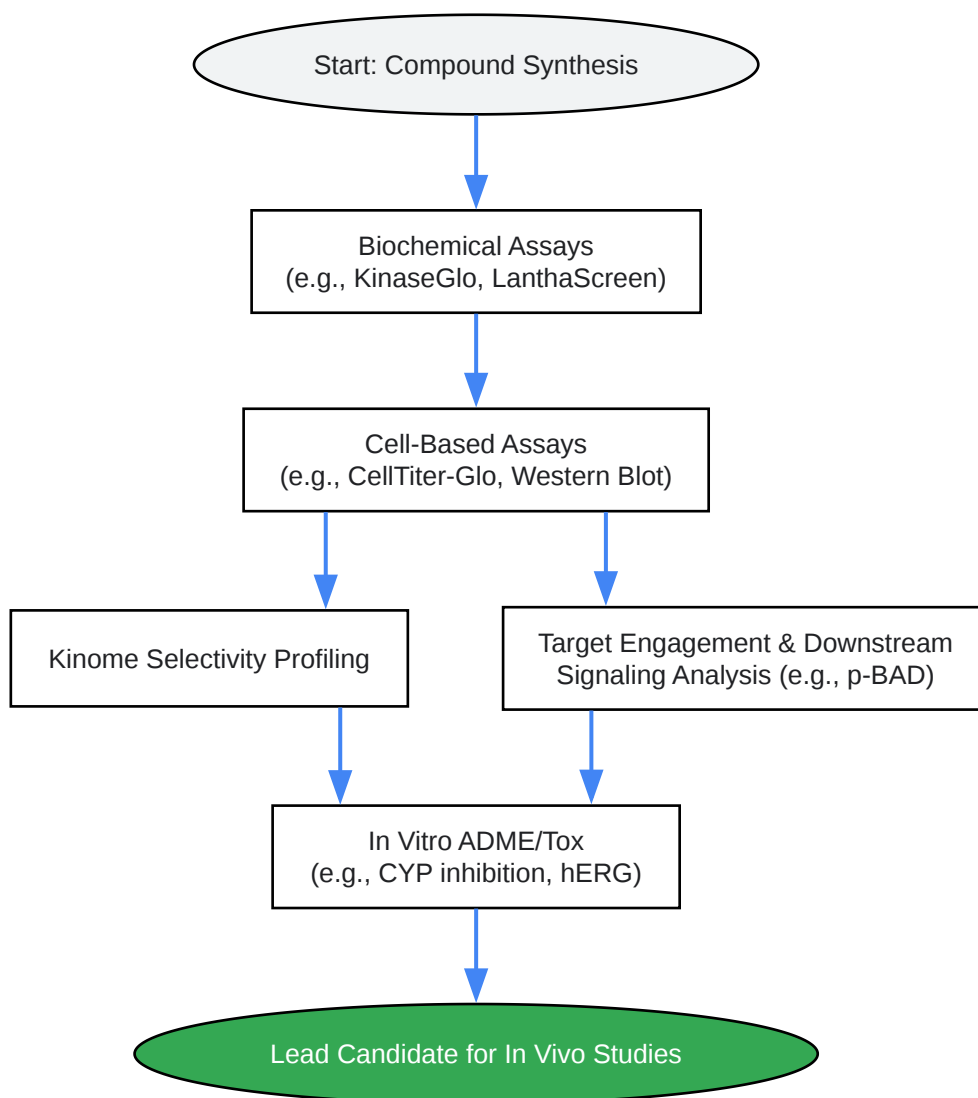 Start: Compound Synthesis
Biochemical Assays
(e.g., KinaseGlo, LanthaScreen)
Cell-Based Assays
(e.g., CellTiter-Glo, Western Blot)
Kinome Selectivity Profiling
Target Engagement & Downstream
Signaling Analysis (e.g., p-BAD)
In Vitro ADME/Tox
(e.g., CYP inhibition, hERG)
Lead Candidate for In Vivo Studies